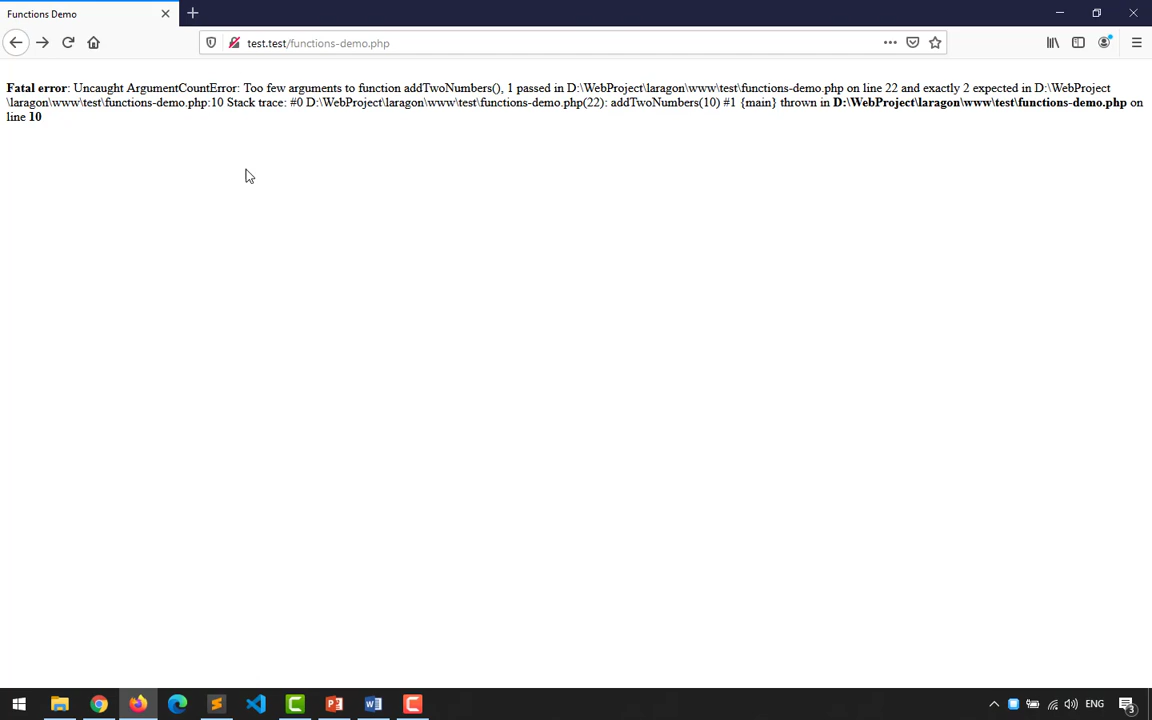 Functions Demo
test.test/functions-demo.php
Fatal error: Uncaught ArgumentCountError: Too few arguments to function addTwoNumbers(), 1 passed in D:\WebProject\laragon\www\test\functions-demo.php on line 22 and exactly 2 expected in D:\WebProject
\laragon\www\test\functions-demo.php:10 Stack trace: #0 D:\WebProject\laragon\www\test\functions-demo.php(22): addTwoNumbers(10) #1 {main} thrown in D:\WebProject\laragon\www\test\functions-demo.php on
line 10
ENG
3